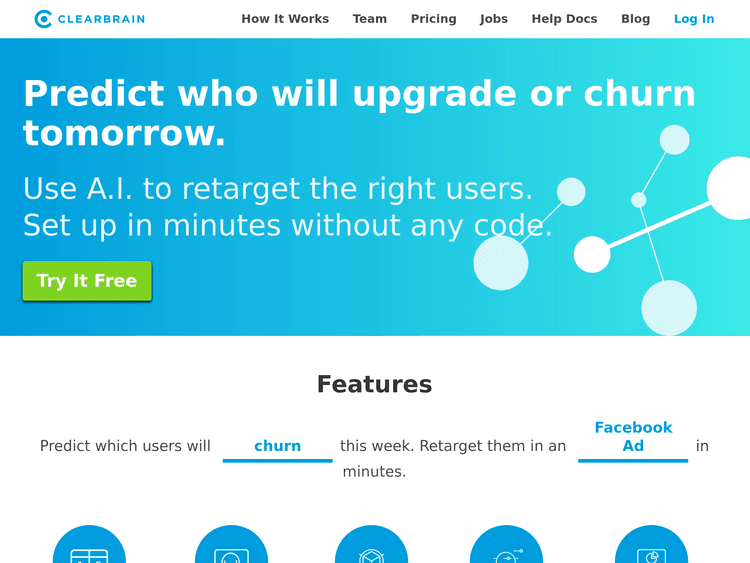 CLEARBRAIN
How It Works Team Pricing Jobs Help Docs Blog Log In
Predict who will upgrade or churn
tomorrow.
Use A.I. to retarget the right users.
Set up in minutes without any code.
Try It Free
Features
Predict which users will churn this week. Retarget them in an Facebook
Ad in
minutes.